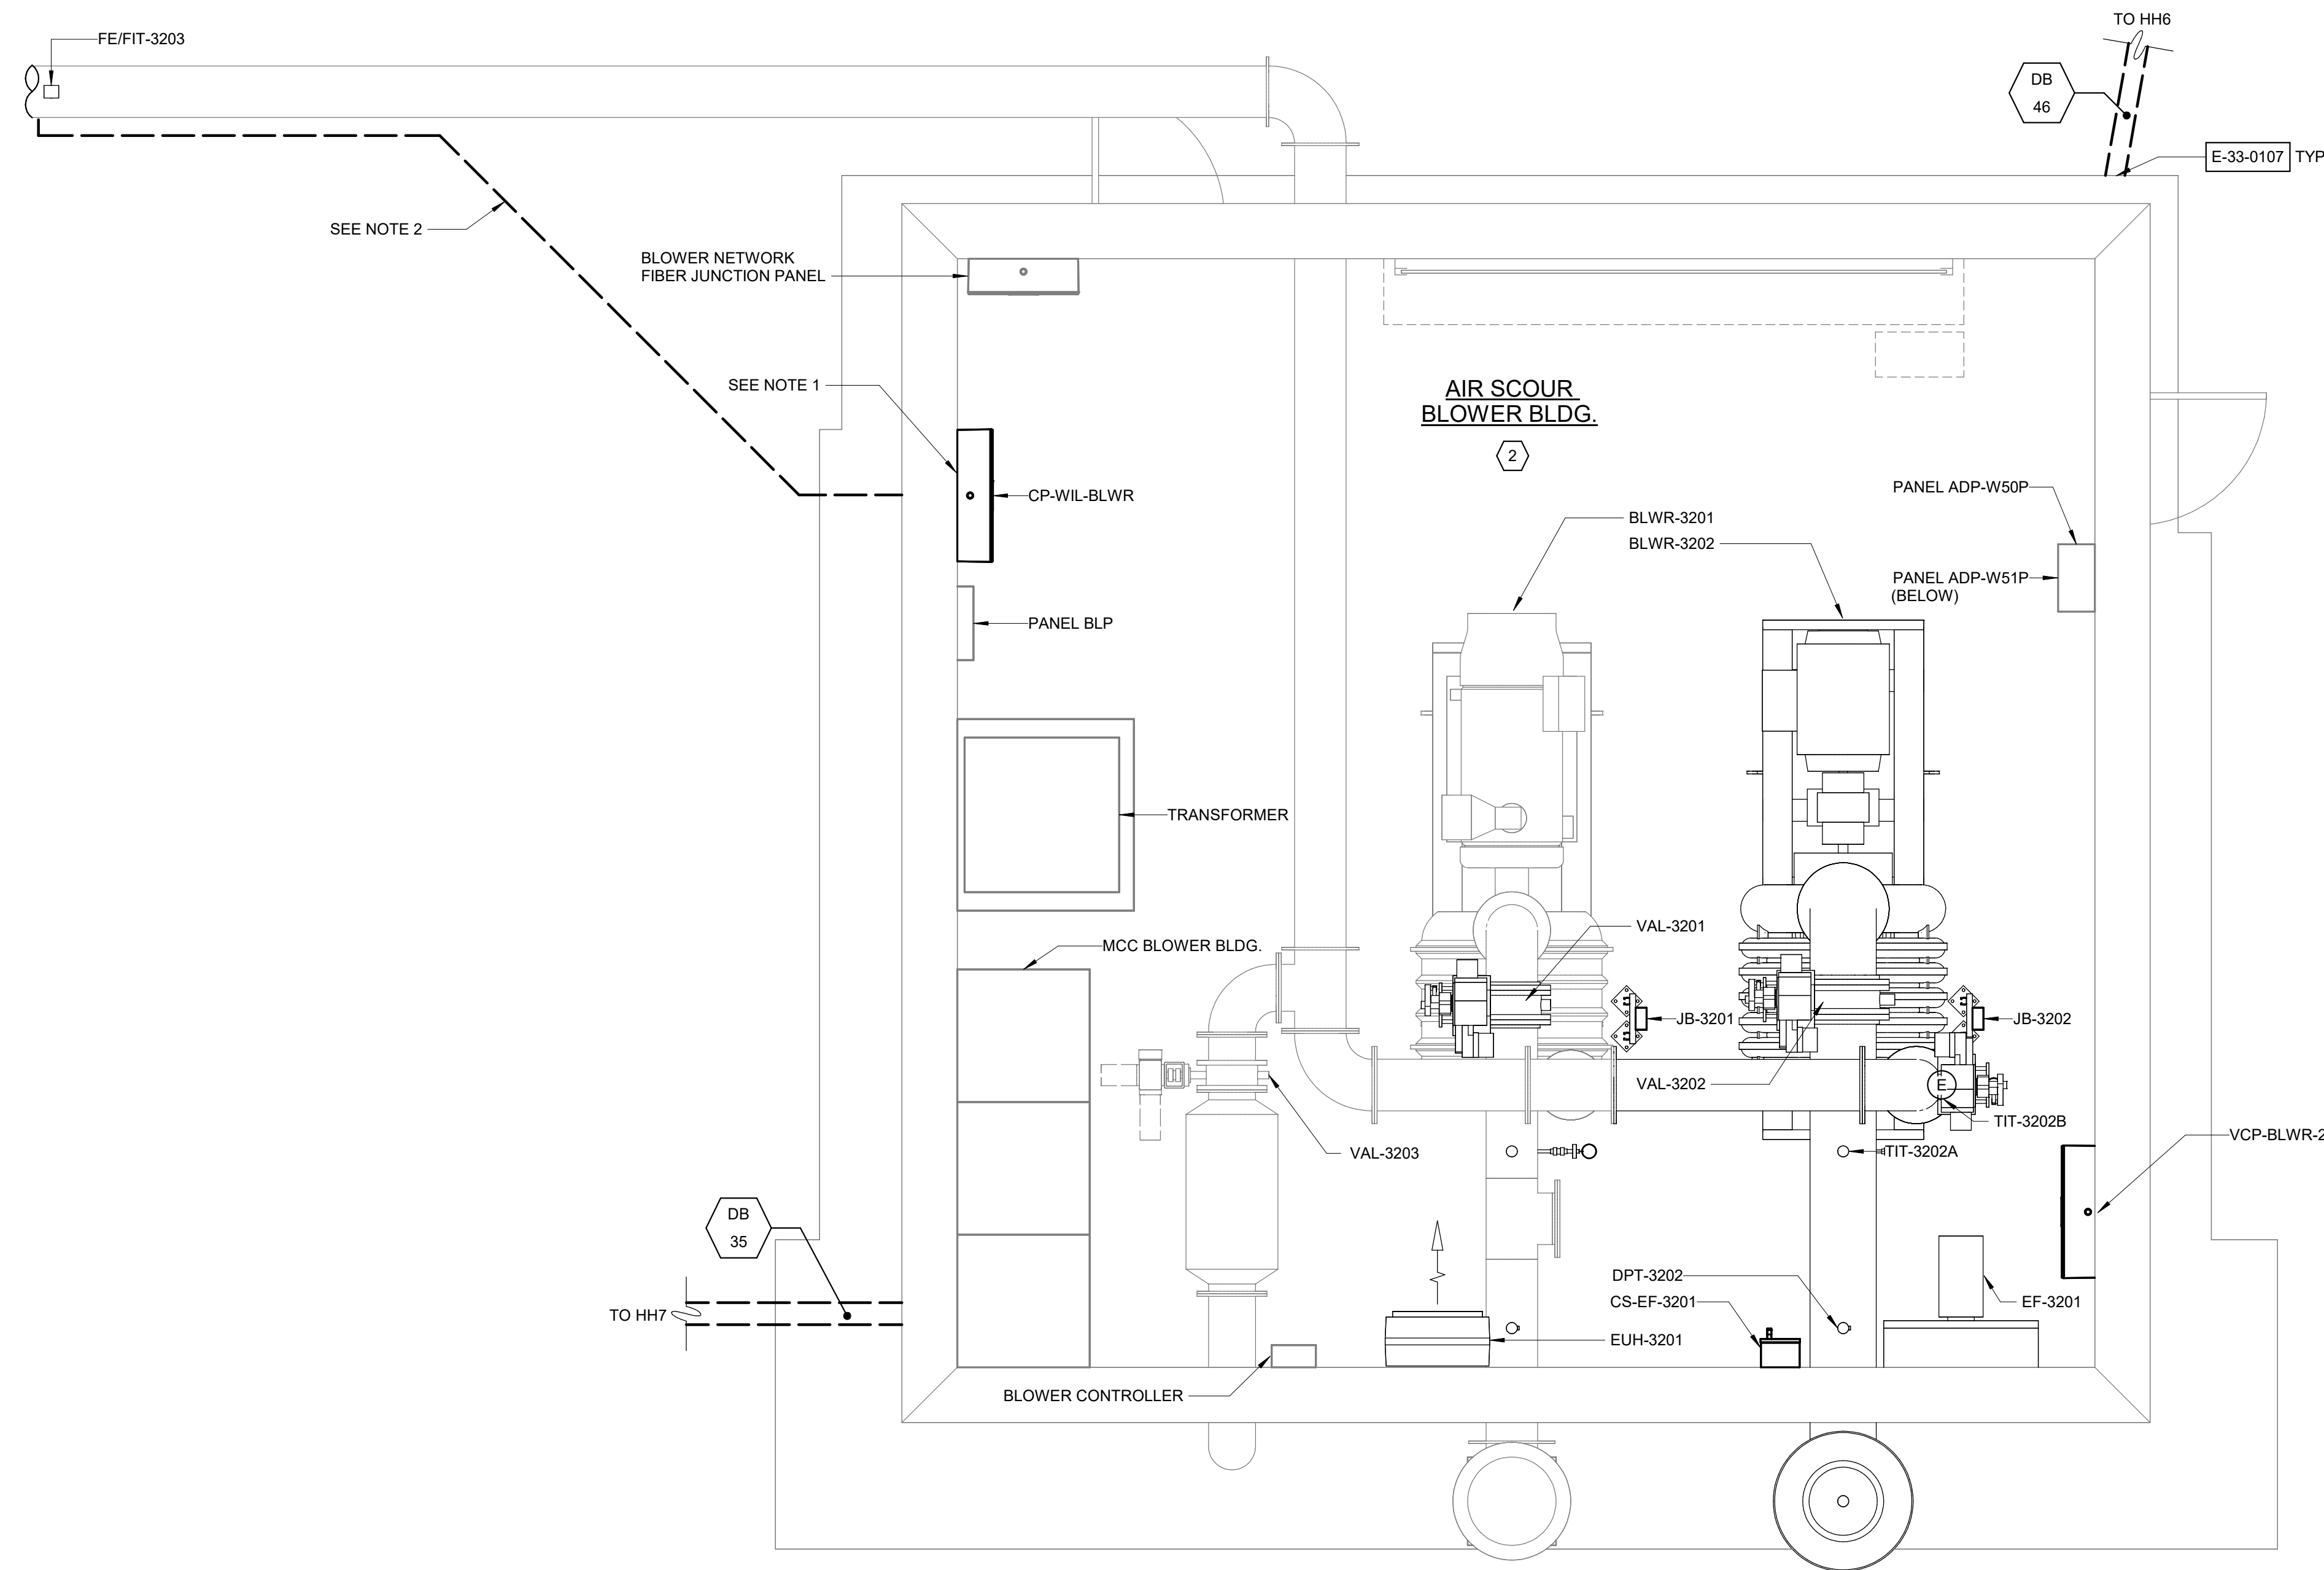 TO HH6
FE/FIT-3203
DB
46
E-33-0107 TYP
SEE NOTE 2
BLOWER NETWORK
FIBER JUNCTION PANEL
SEE NOTE 1
AIR SCOUR
BLOWER BLDG.
2
CP-WIL-BLWR
PANEL ADP-W50P
BLWR-3201
BLWR-3202
PANEL ADP-W51P
(BELOW)
PANEL BLP
TRANSFORMER
VAL-3201
MCC BLOWER BLDG.
JB-3201
JB-3202
VAL-3202
E
TIT-3202B
VCP-BLWR-2
VAL-3203
TIT-3202A
DB
35
DPT-3202
CS-EF-3201
EF-3201
TO HH7
EUH-3201
BLOWER CONTROLLER